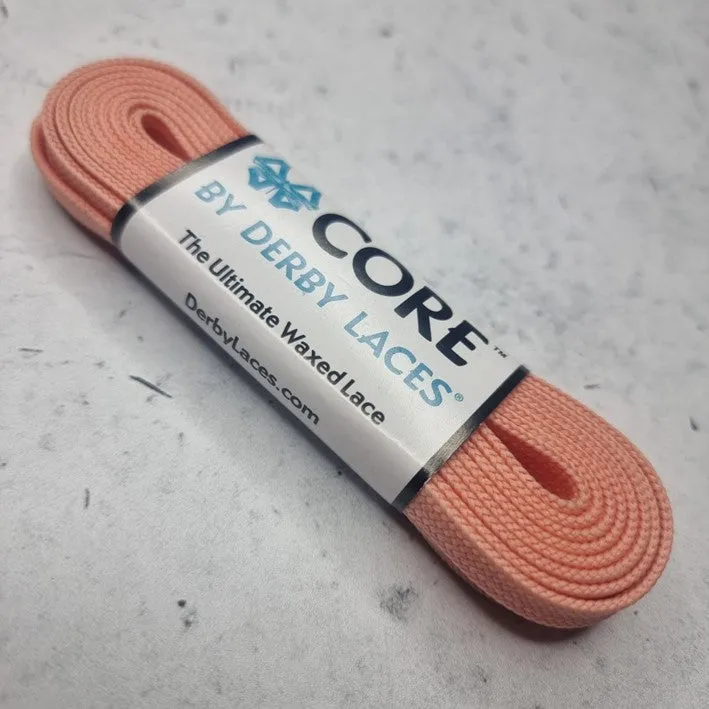 CORE™
BY DERBY LACES®
The Ultimate Waxed Lace
DerbyLaces.com